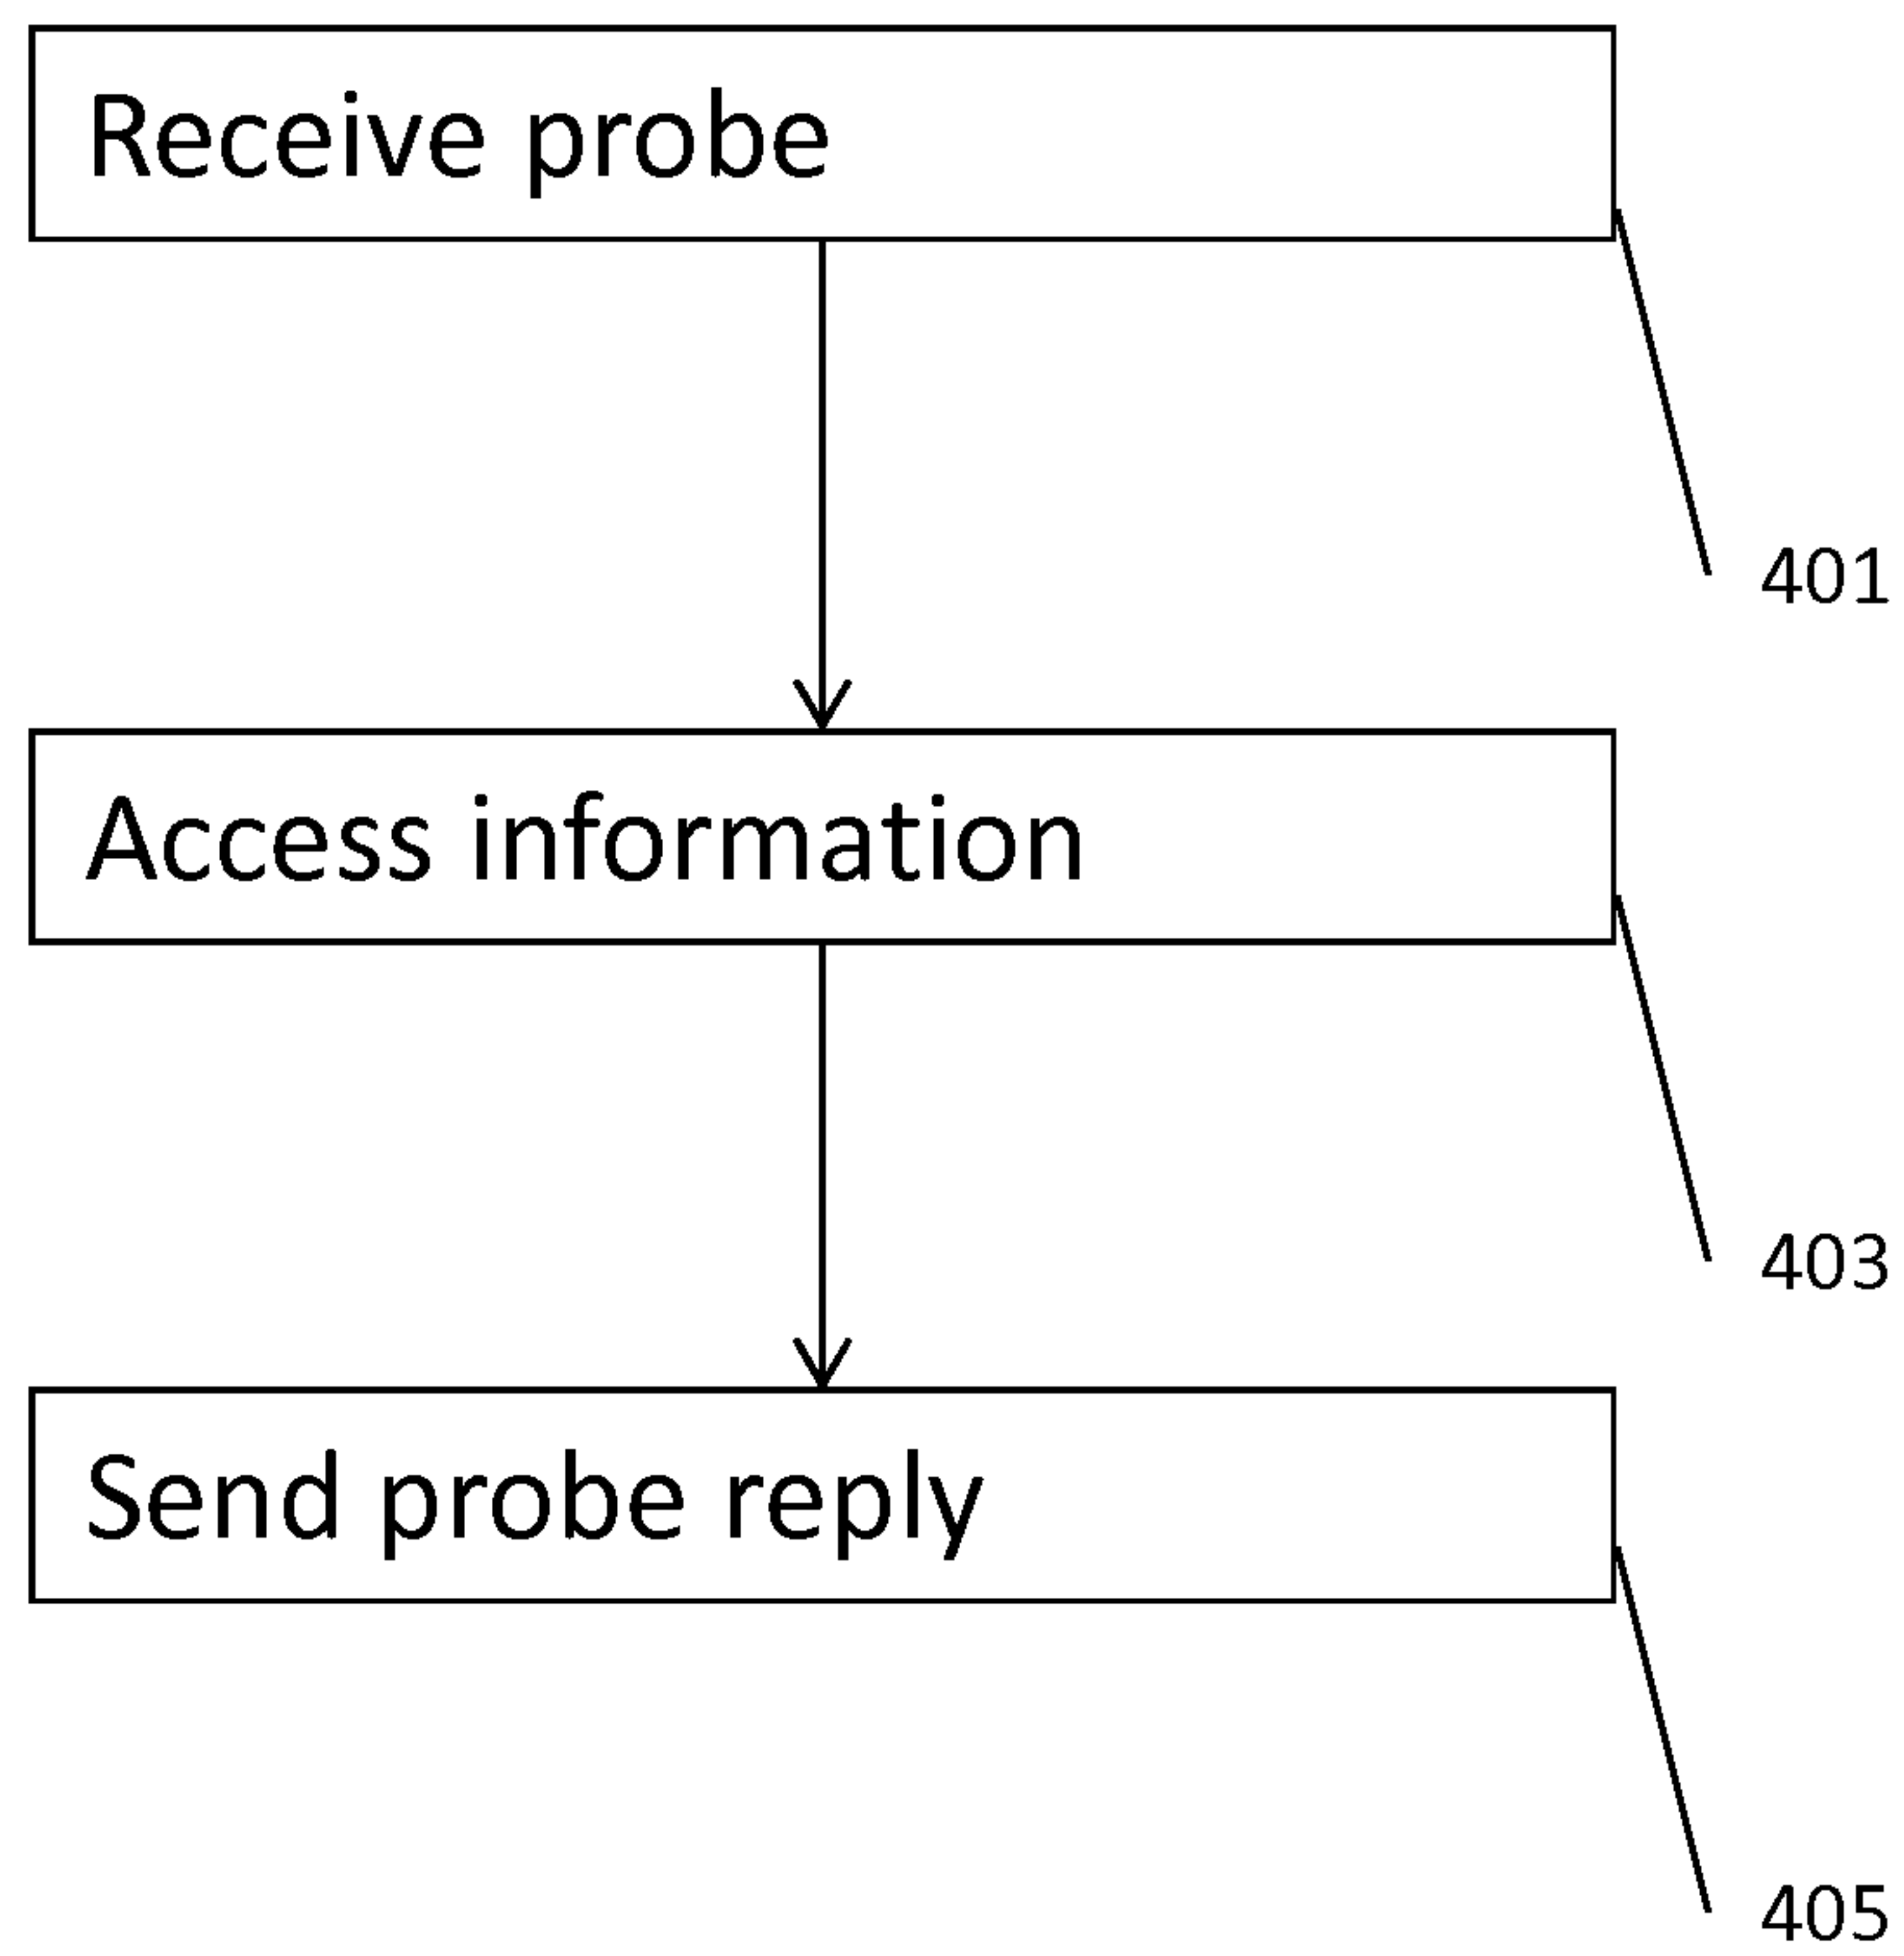 Receive probe
401
Access information
403
Send probe reply
405